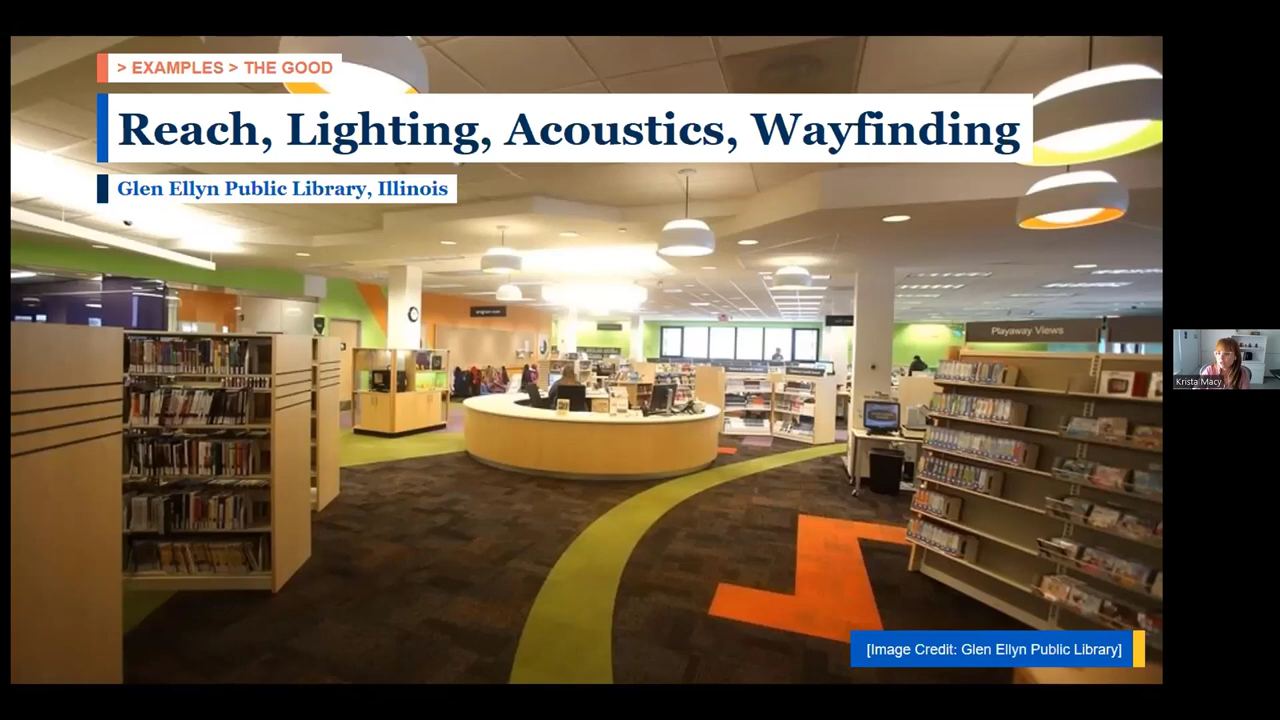 > EXAMPLES > THE GOOD
Reach, Lighting, Acoustics, Wayfinding
Glen Ellyn Public Library, Illinois
Playaway Views
[Image Credit: Glen Ellyn Public Library]
Krista Macy